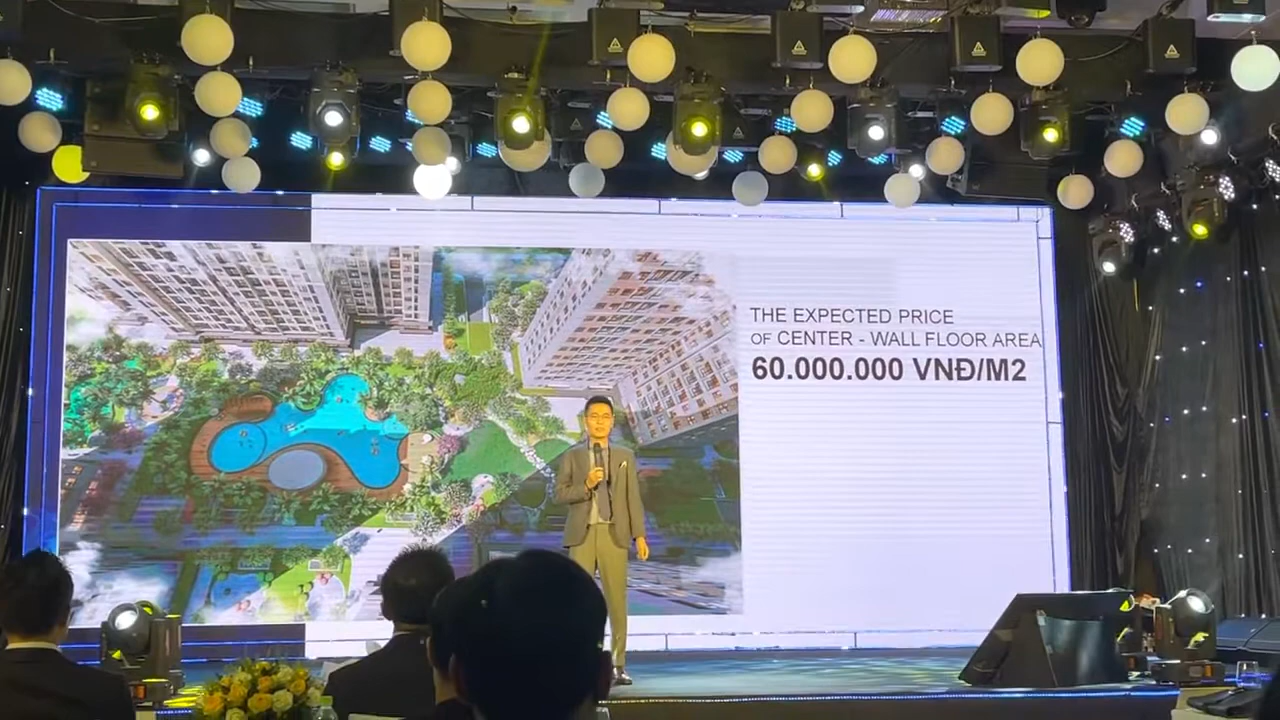 THE EXPECTED PRICE
OF CENTER - WALL FLOOR AREA
60.000.000 VNĐ/M2